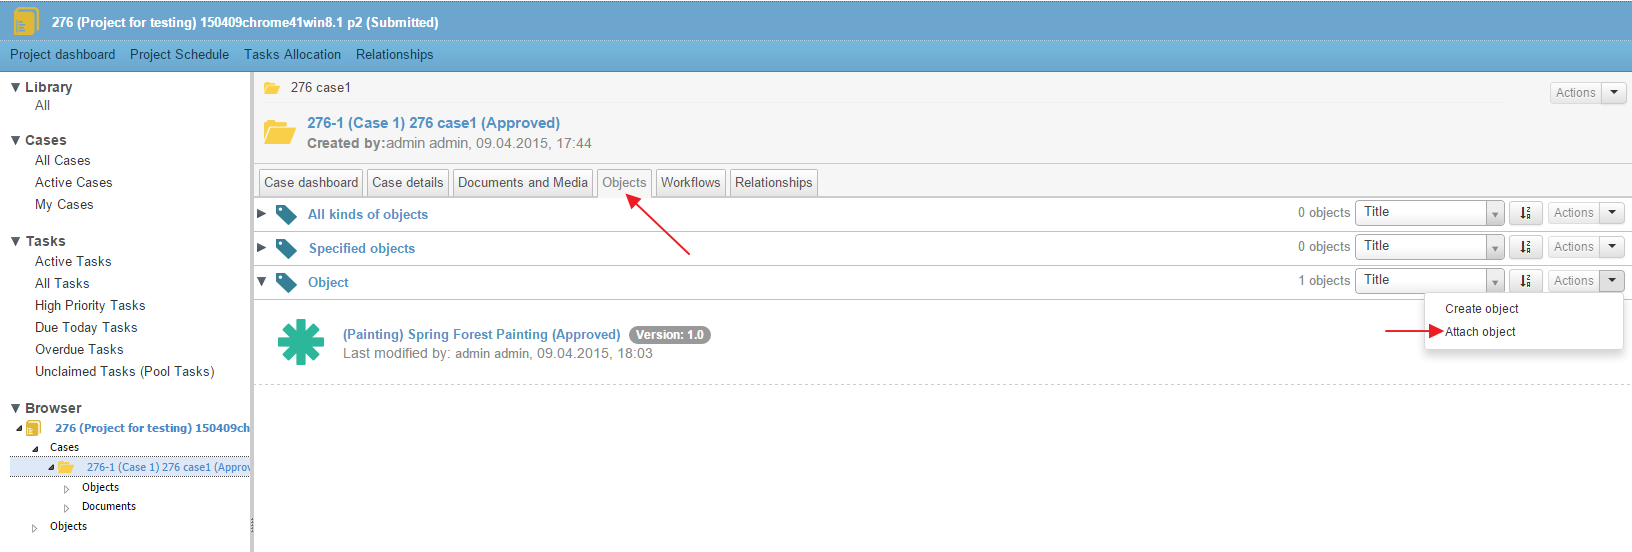 276 (Project for testing) 150409chrome41win8.1 p2 (Submitted)
Project dashboard Project Schedule Tasks Allocation Relationships
Library
All
Cases
All Cases
Active Cases
My Cases
Tasks
Active Tasks
All Tasks
High Priority Tasks
Due Today Tasks
Overdue Tasks
Unclaimed Tasks (Pool Tasks)
Browser
276 (Project for testing) 150409ch
Cases
276-1 (Case 1) 276 case1 (Approv
Objects
Documents
Objects
276 case1
Actions
276-1 (Case 1) 276 case1 (Approved)
Created by:admin admin, 09.04.2015, 17:44
Case dashboard Case details Documents and Media Objects Workflows Relationships
All kinds of objects 0 objects Title Actions
Specified objects 0 objects Title Actions
Object 1 objects Title Actions
Create object
Attach object
(Painting) Spring Forest Painting (Approved) Version: 1.0
Last modified by: admin admin, 09.04.2015, 18:03